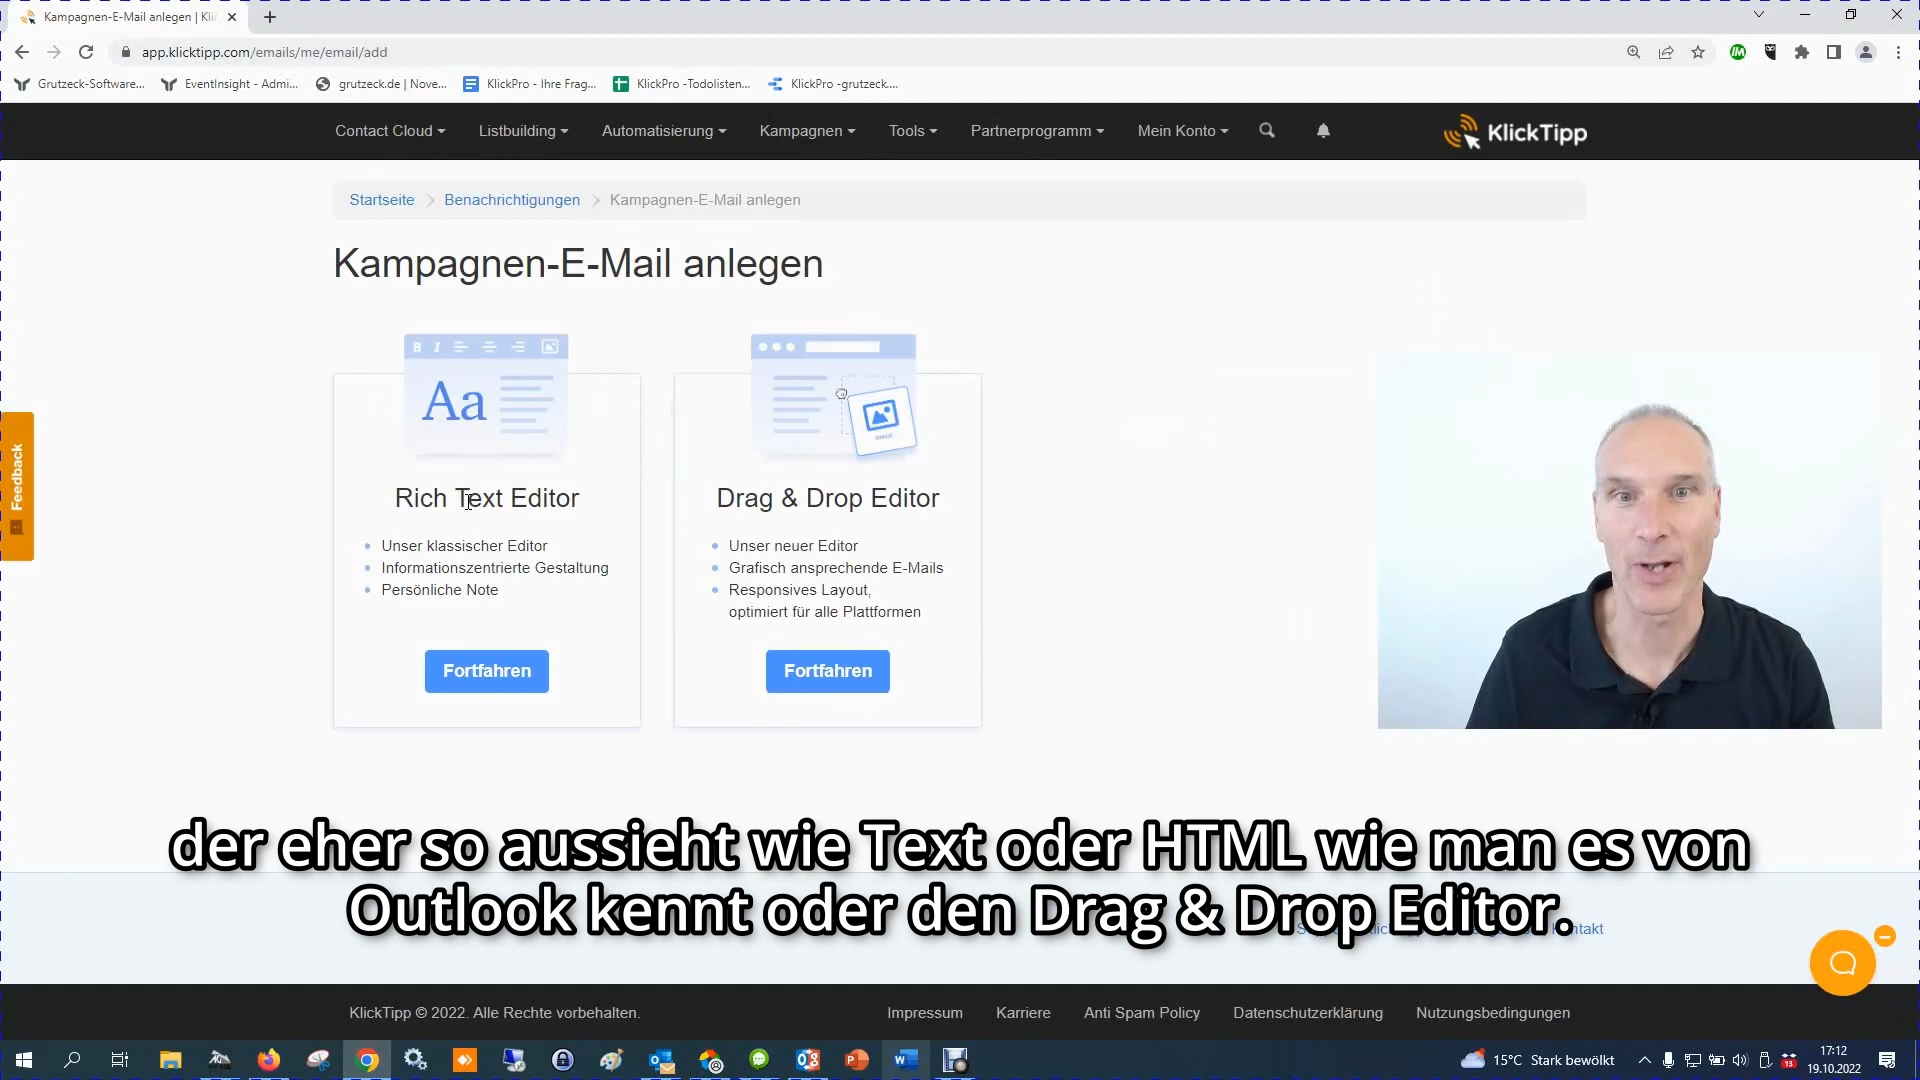 Kampagnen-E-Mail anlegen | Klic
app.klicktipp.com/emails/me/email/add
Grutzeck-Software...
EventInsight - Admi...
grutzeck.de | Nove...
KlickPro - Ihre Frag...
KlickPro -Todolisten...
KlickPro -grutzeck....
Contact Cloud
Listbuilding
Automatisierung
Kampagnen
Tools
Partnerprogramm
Mein Konto
KlickTipp
Startseite
Benachrichtigungen
Kampagnen-E-Mail anlegen
Kampagnen-E-Mail anlegen
B I
Aa
Rich Text Editor
Unser klassischer Editor
Informationszentrierte Gestaltung
Persönliche Note
Fortfahren
Drag & Drop Editor
Unser neuer Editor
Grafisch ansprechende E-Mails
Responsives Layout,
optimiert für alle Plattformen
Fortfahren
Feedback
der eher so aussieht wie Text oder HTML wie man es von
Outlook kennt oder den Drag & Drop Editor.
KlickTipp © 2022. Alle Rechte vorbehalten.
Impressum
Karriere
Anti Spam Policy
Datenschutzerklärung
Nutzungsbedingungen
15°C Stark bewölkt
17:12
19.10.2022